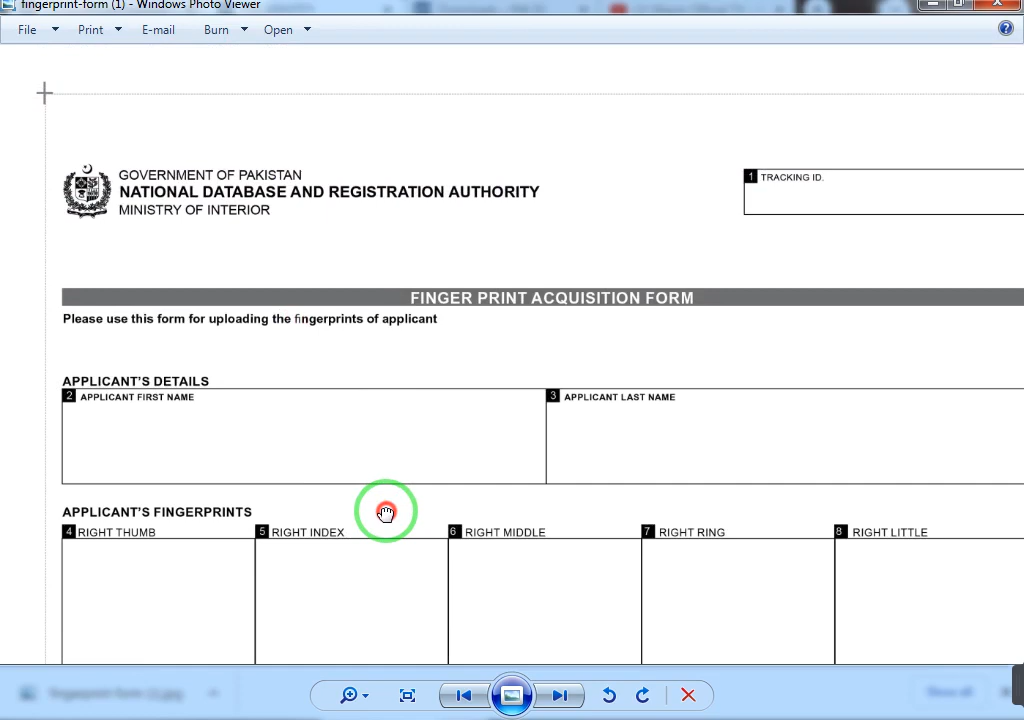 fingerprint-form (1) - Windows Photo Viewer
File Print E-mail Burn Open
GOVERNMENT OF PAKISTAN
NATIONAL DATABASE AND REGISTRATION AUTHORITY
MINISTRY OF INTERIOR
1 TRACKING ID.
FINGER PRINT ACQUISITION FORM
Please use this form for uploading the fingerprints of applicant
APPLICANT'S DETAILS
2 APPLICANT FIRST NAME
3 APPLICANT LAST NAME
APPLICANT'S FINGERPRINTS
4 RIGHT THUMB
5 RIGHT INDEX
6 RIGHT MIDDLE
7 RIGHT RING
8 RIGHT LITTLE
Show all